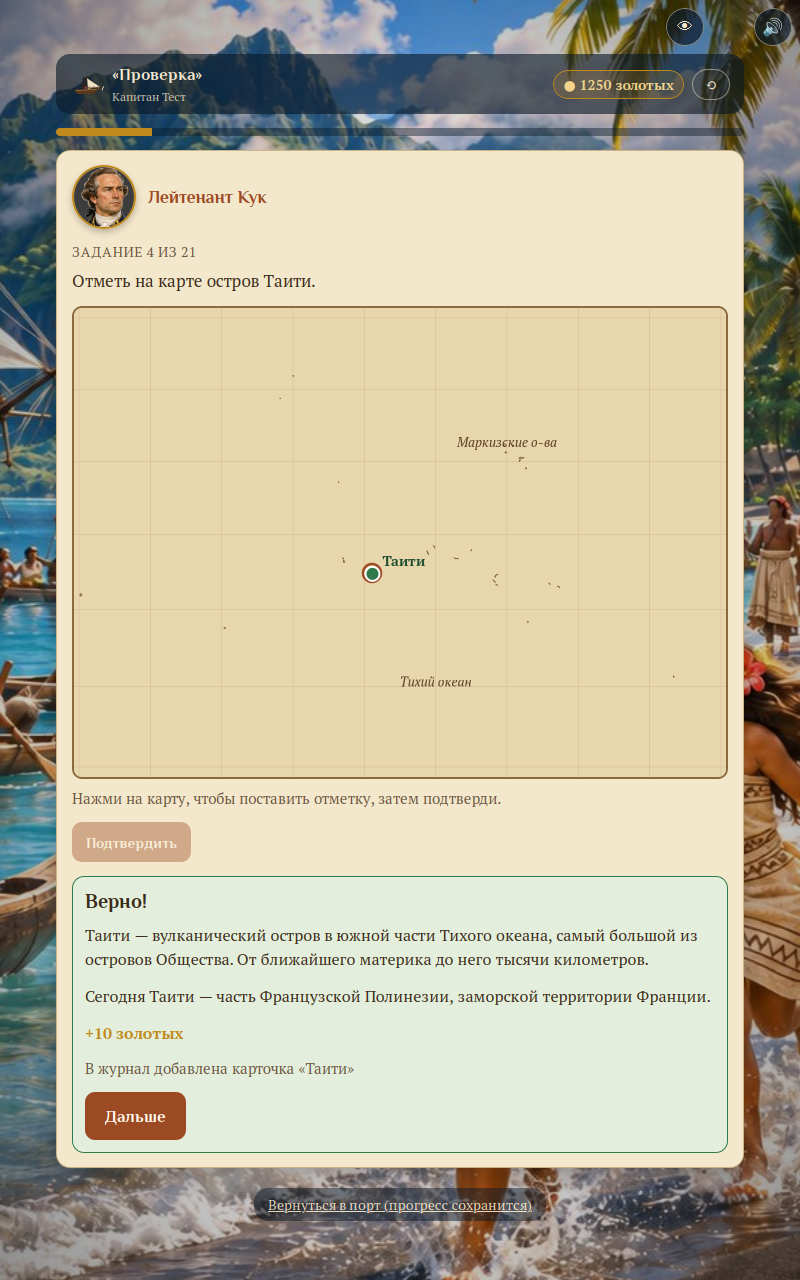 «Проверка»
Капитан Тест
1250 золотых
Лейтенант Кук
ЗАДАНИЕ 4 ИЗ 21
Отметь на карте остров Таити.
Маркизские о-ва
Таити
Тихий океан
Нажми на карту, чтобы поставить отметку, затем подтверди.
Подтвердить
Верно!
Таити — вулканический остров в южной части Тихого океана, самый большой из
островов Общества. От ближайшего материка до него тысячи километров.
Сегодня Таити — часть Французской Полинезии, заморской территории Франции.
+10 золотых
В журнал добавлена карточка «Таити»
Дальше
Вернуться в порт (прогресс сохранится)